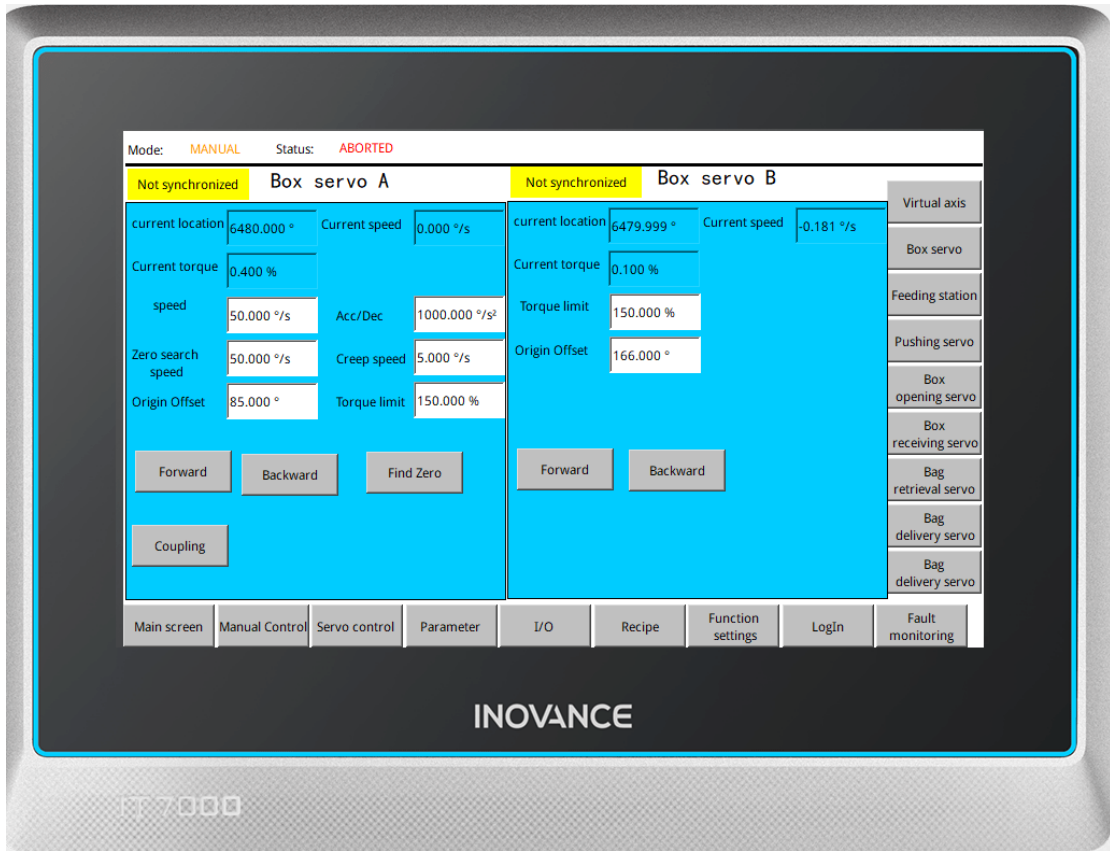 Mode: MANUAL Status: ABORTED
Not synchronized Box servo A
current location 6480.000 ° Current speed 0.000 °/s
Current torque 0.400 %
speed 50.000 °/s Acc/Dec 1000.000 °/s²
Zero search
speed
50.000 °/s Creep speed 5.000 °/s
Origin Offset 85.000 ° Torque limit 150.000 %
Forward Backward Find Zero
Coupling
Not synchronized Box servo B
current location 6479.999 ° Current speed -0.181 °/s
Current torque 0.100 %
Torque limit 150.000 %
Origin Offset 166.000 °
Forward Backward
Virtual axis
Box servo
Feeding station
Pushing servo
Box
opening servo
Box
receiving servo
Bag
retrieval servo
Bag
delivery servo
Bag
delivery servo
Main screen Manual Control Servo control Parameter I/O Recipe Function
settings LogIn Fault
monitoring
INOVANCE
IT 7000